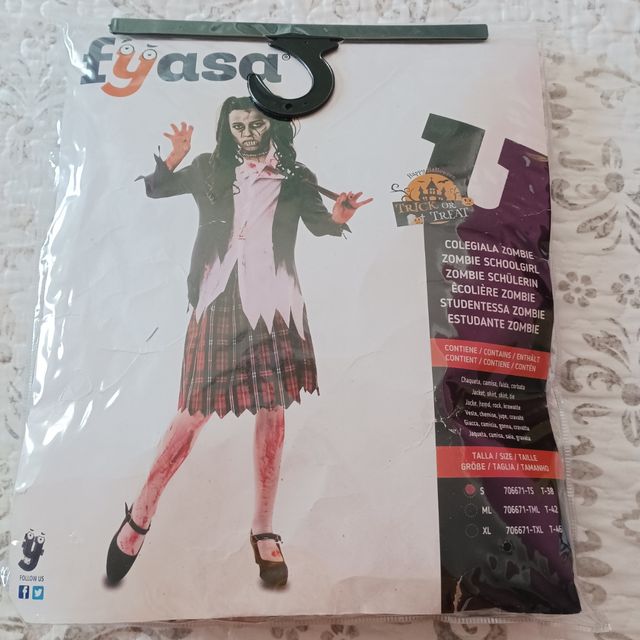 fyasa®
Happy Halloween
TRICK OR
TREAT
COLEGIALA ZOMBIE
ZOMBIE SCHOOLGIRL
ZOMBIE SCHÜLERIN
ÈCOLIÈRE ZOMBIE
STUDENTESSA ZOMBIE
ESTUDANTE ZOMBIE
CONTIENE / CONTAINS / ENTHÄLT
CONTIENT / CONTIENE / CONTÉN
Chaqueta, camisa, falda, corbata
Jacket, shirt, skirt, tie
Jacke, hemd, rock, krawatte
Veste, chemise, jupe, cravate
Giacca, camicia, gonna, cravatta
Jaqueta, camisa, saia, gravata
TALLA / SIZE / TAILLE
GRÖBE / TAGLIA / TAMANHO
S 706671-TS T-38
ML 706671-TML T-42
XL 706671-TXL T-46
FOLLOW US